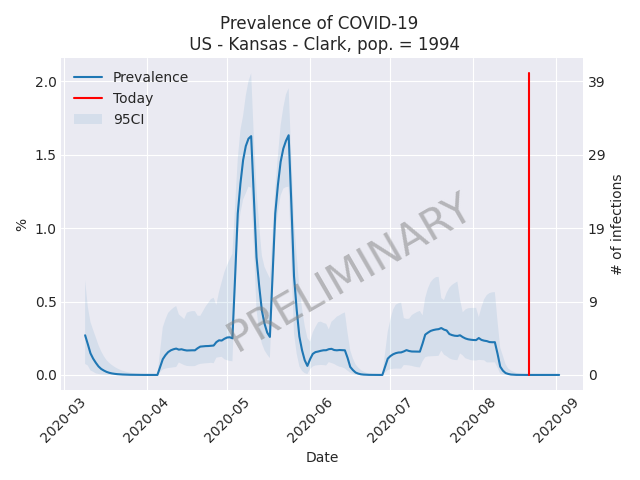 Prevalence of COVID-19
US - Kansas - Clark, pop. = 1994
Prevalence
Today
95CI
2.0
1.5
1.0
0.5
0.0
%
39
29
19
9
0
# of infections
PRELIMINARY
2020-03
2020-04
2020-05
2020-06
2020-07
2020-08
2020-09
Date